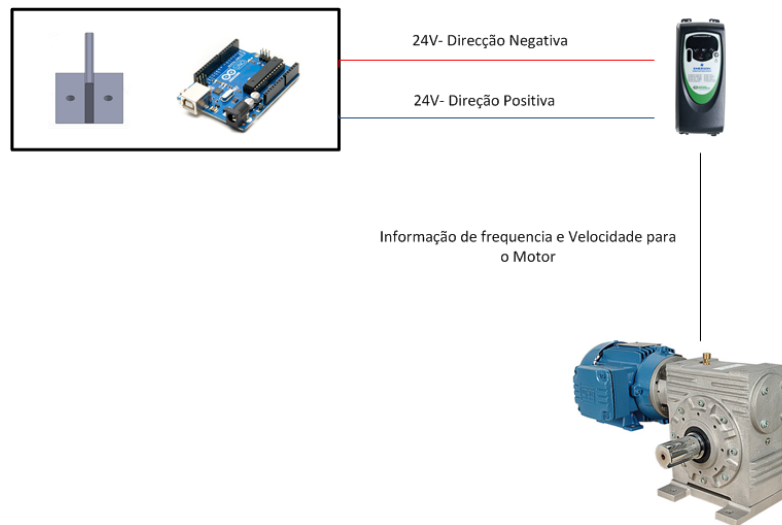 24V- Direcção Negativa
24V- Direção Positiva
Informação de frequencia e Velocidade para
o Motor